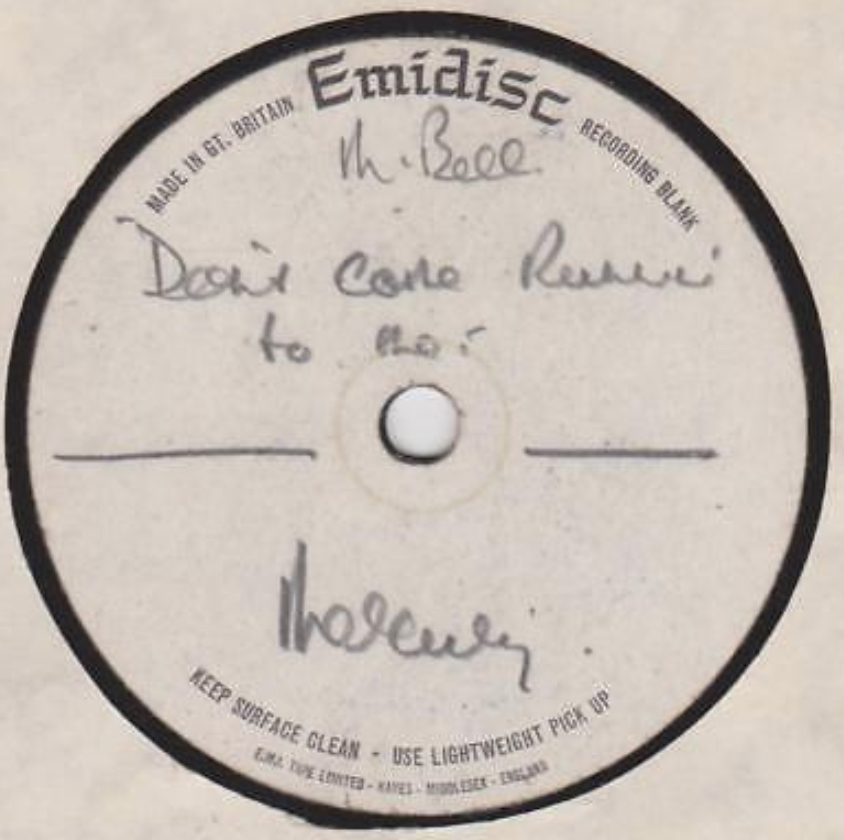 Emidisc
MADE IN GT. BRITAIN
RECORDING BLANK
M. Bell.
Don't come Runnin'
to me!
Mercury.
KEEP SURFACE CLEAN - USE LIGHTWEIGHT PICK UP
E.M.I. TAPE LIMITED - HAYES - MIDDLESEX - ENGLAND